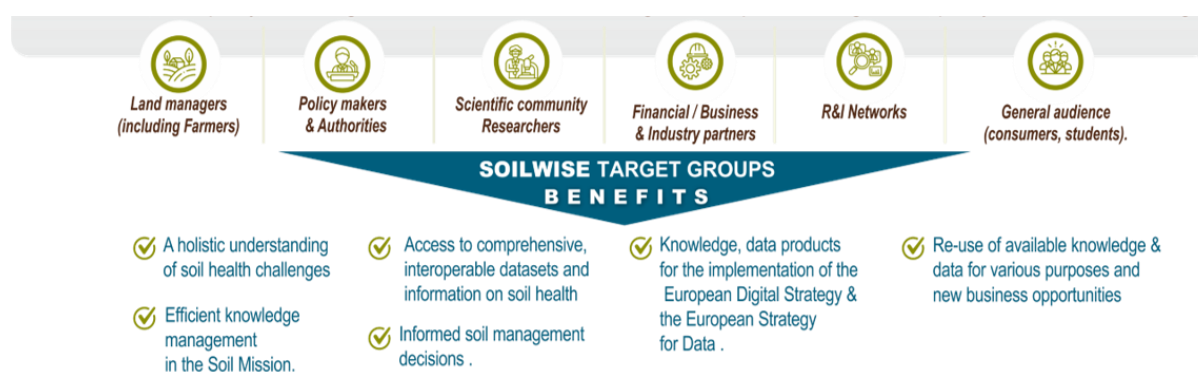 Land managers
(including Farmers)
Policy makers
& Authorities
Scientific community
Researchers
Financial / Business
& Industry partners
R&I Networks
General audience
(consumers, students).
SOILWISE TARGET GROUPS
BENEFITS
A holistic understanding
of soil health challenges
Efficient knowledge
management
in the Soil Mission.
Access to comprehensive,
interoperable datasets and
information on soil health
Informed soil management
decisions .
Knowledge, data products
for the implementation of the
European Digital Strategy &
the European Strategy
for Data .
Re-use of available knowledge &
data for various purposes and
new business opportunities